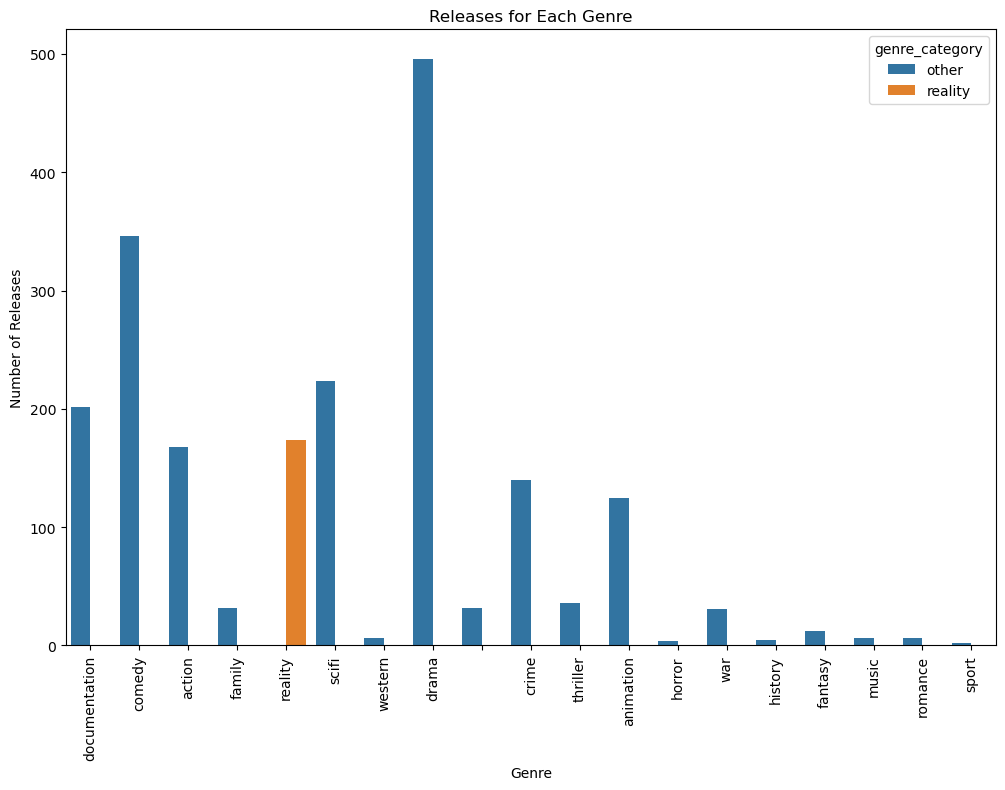 Releases for Each Genre
genre_category
other
reality
Number of Releases
500
400
300
200
100
0
documentation
comedy
action
family
reality
scifi
western
drama
crime
thriller
animation
horror
war
history
fantasy
music
romance
sport
Genre